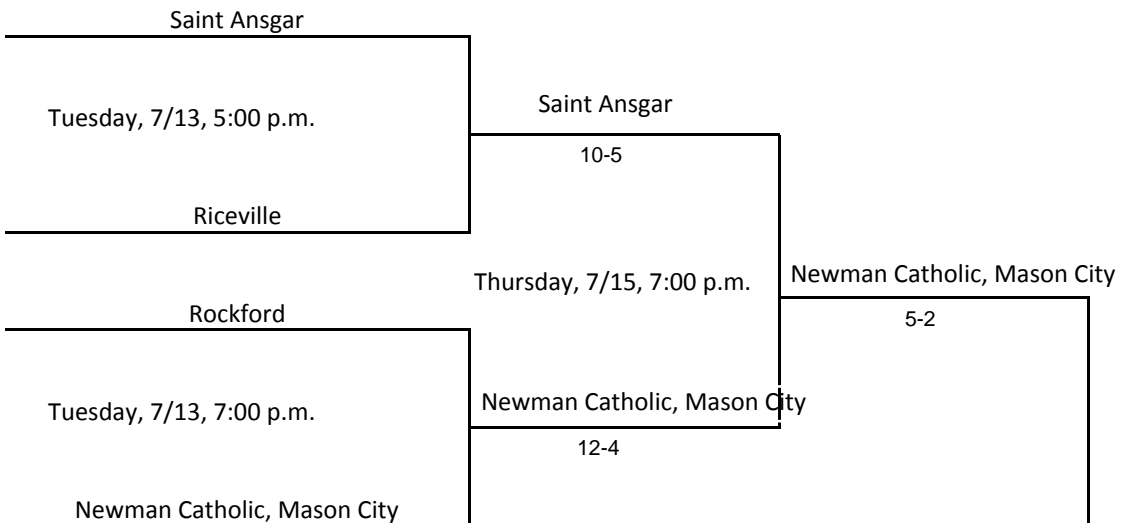 Saint Ansgar
Tuesday, 7/13, 5:00 p.m.
Saint Ansgar
10-5
Riceville
Thursday, 7/15, 7:00 p.m.
Newman Catholic, Mason City
5-2
Rockford
Tuesday, 7/13, 7:00 p.m.
Newman Catholic, Mason City
12-4
Newman Catholic, Mason City